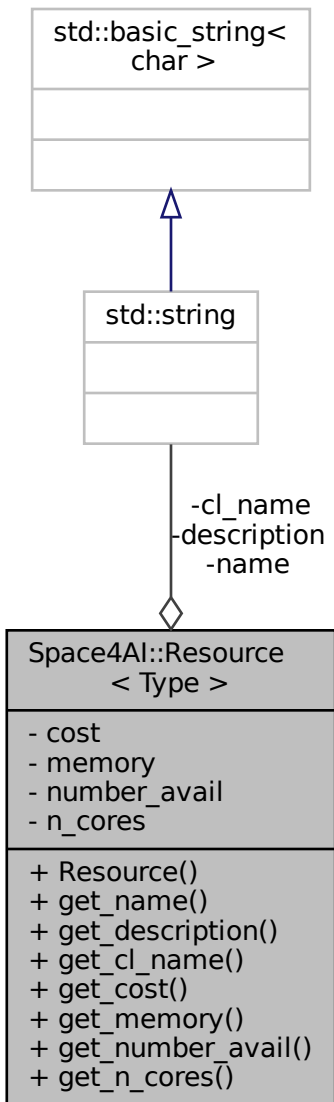 std::basic_string<
char >
std::string
-cl_name
-description
-name
Space4AI::Resource
< Type >
- cost
- memory
- number_avail
- n_cores
+ Resource()
+ get_name()
+ get_description()
+ get_cl_name()
+ get_cost()
+ get_memory()
+ get_number_avail()
+ get_n_cores()